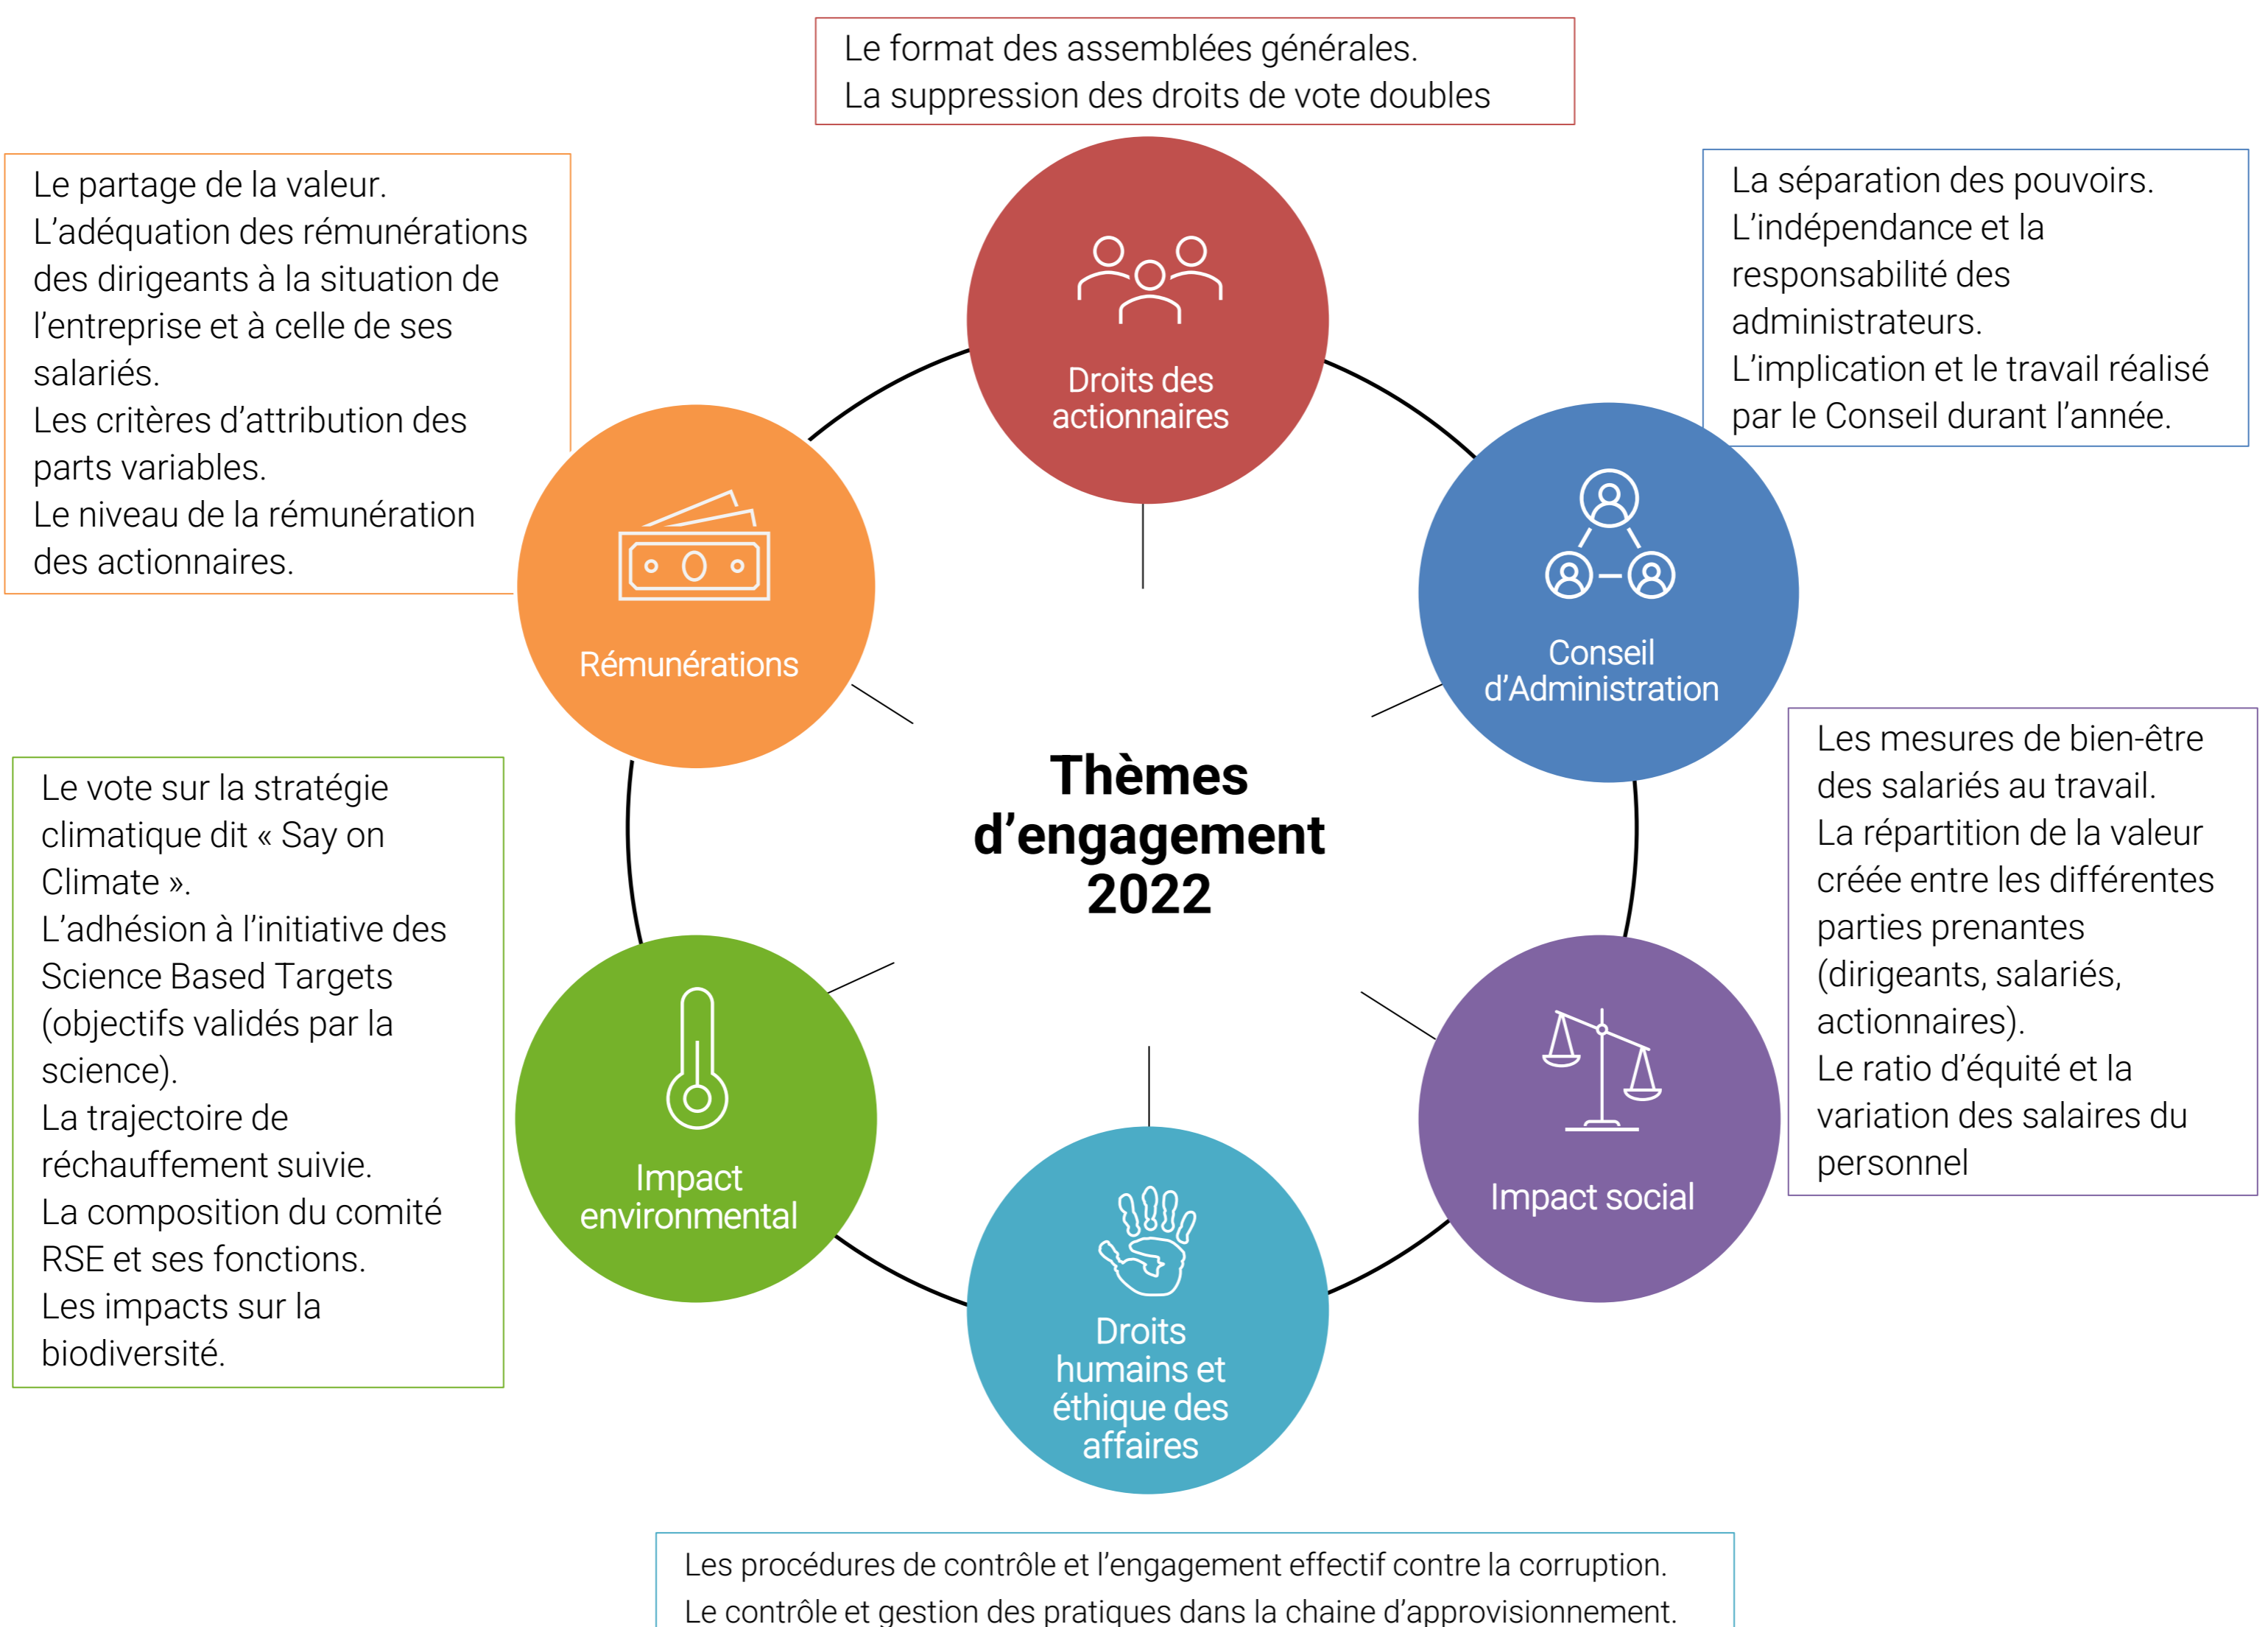 Le format des assemblées générales.
La suppression des droits de vote doubles
Le partage de la valeur.
L’adéquation des rémunérations
des dirigeants à la situation de
l’entreprise et à celle de ses
salariés.
Les critères d’attribution des
parts variables.
Le niveau de la rémunération
des actionnaires.
La séparation des pouvoirs.
L’indépendance et la
responsabilité des
administrateurs.
L’implication et le travail réalisé
par le Conseil durant l’année.
Droits des
actionnaires
Rémunérations
Conseil
d’Administration
Thèmes
d’engagement
2022
Le vote sur la stratégie
climatique dit « Say on
Climate ».
L’adhésion à l’initiative des
Science Based Targets
(objectifs validés par la
science).
La trajectoire de
réchauffement suivie.
La composition du comité
RSE et ses fonctions.
Les impacts sur la
biodiversité.
Les mesures de bien-être
des salariés au travail.
La répartition de la valeur
créée entre les différentes
parties prenantes
(dirigeants, salariés,
actionnaires).
Le ratio d’équité et la
variation des salaires du
personnel
Impact
environmental
Impact social
Droits
humains et
éthique des
affaires
Les procédures de contrôle et l’engagement effectif contre la corruption.
Le contrôle et gestion des pratiques dans la chaine d’approvisionnement.